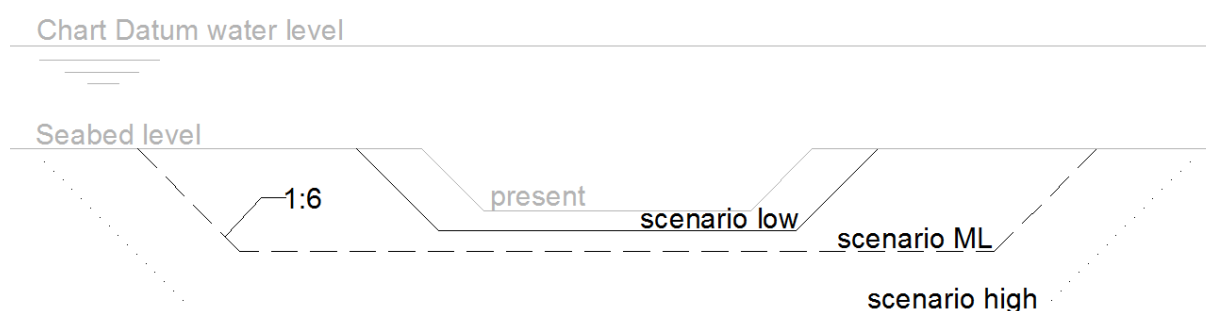 Chart Datum water level
Seabed level
1:6
present
scenario low
scenario ML
scenario high